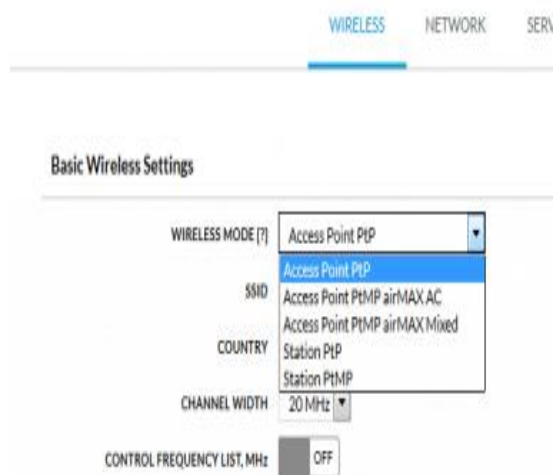 WIRELESS NETWORK SERV
Basic Wireless Settings
WIRELESS MODE [?] Access Point PtP
Access Point PtP
SSID Access Point PtMP airMAX AC
Access Point PtMP airMAX Mixed
COUNTRY Station PtP
Station PtMP
CHANNEL WIDTH 20 MHz
CONTROL FREQUENCY LIST, MHz OFF